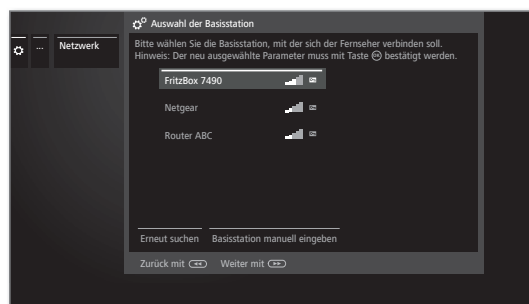 Auswahl der Basisstation
... Netzwerk
Bitte wählen Sie die Basisstation, mit der sich der Fernseher verbinden soll.
Hinweis: Der neu ausgewählte Parameter muss mit Taste OK bestätigt werden.
FritzBox 7490
Netgear
Router ABC
Erneut suchen Basisstation manuell eingeben
Zurück mit Weiter mit